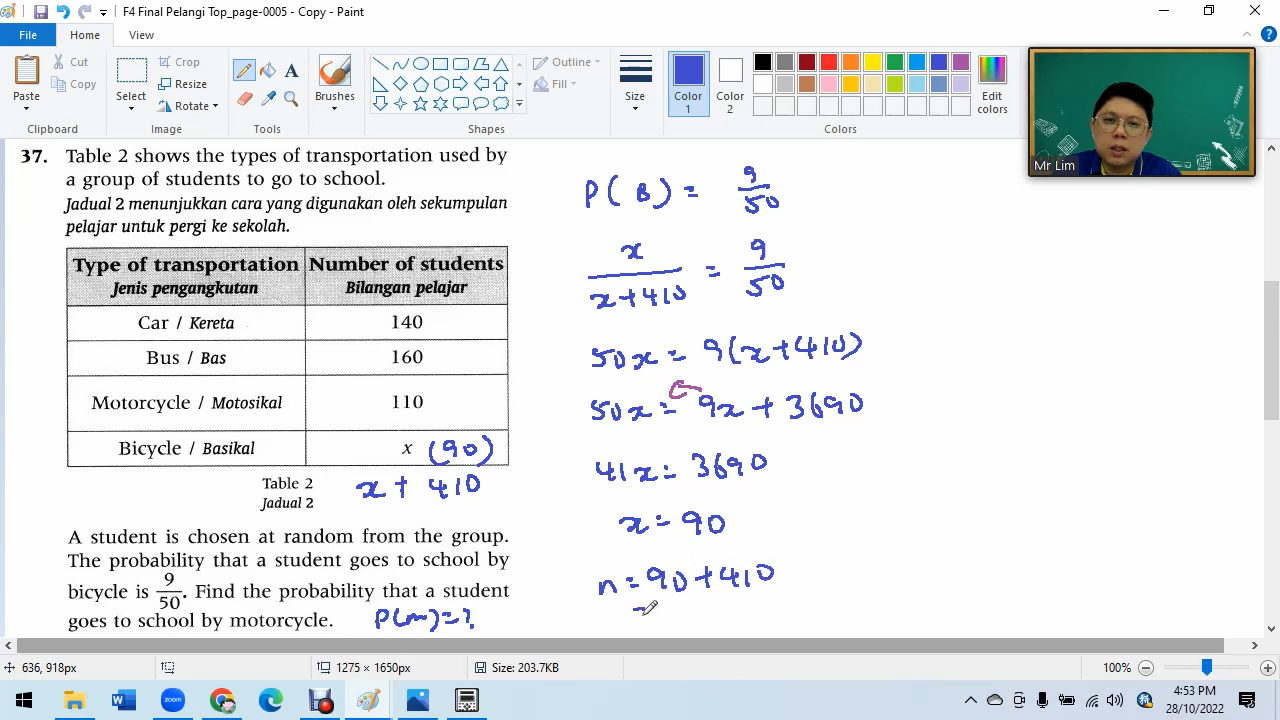 F4 Final Pelangi Top_page-0005 - Copy - Paint
File Home View
Paste
Cut
Copy
Clipboard
Select
Crop
Resize
Rotate
Image
A
Tools
Brushes
Shapes
Outline
Fill
Size
Color 1
Color 2
Colors
Edit colors
Mr Lim
37. Table 2 shows the types of transportation used by
a group of students to go to school.
Jadual 2 menunjukkan cara yang digunakan oleh sekumpulan
pelajar untuk pergi ke sekolah.
Type of transportation Number of students
Jenis pengangkutan Bilangan pelajar
Car / Kereta 140
Bus / Bas 160
Motorcycle / Motosikal 110
Bicycle / Basikal x (90)
Table 2 x + 410
Jadual 2
A student is chosen at random from the group.
The probability that a student goes to school by
bicycle is 9/50. Find the probability that a student
goes to school by motorcycle. P(m)=?
P(B) = 9/50
x/(x+410) = 9/50
50x = 9(x+410)
50x = 9x + 3690
41x = 3690
x = 90
n = 90 + 410
=
636, 918px
1275 × 1650px
Size: 203.7KB
100%
zoom
4:53 PM
28/10/2022